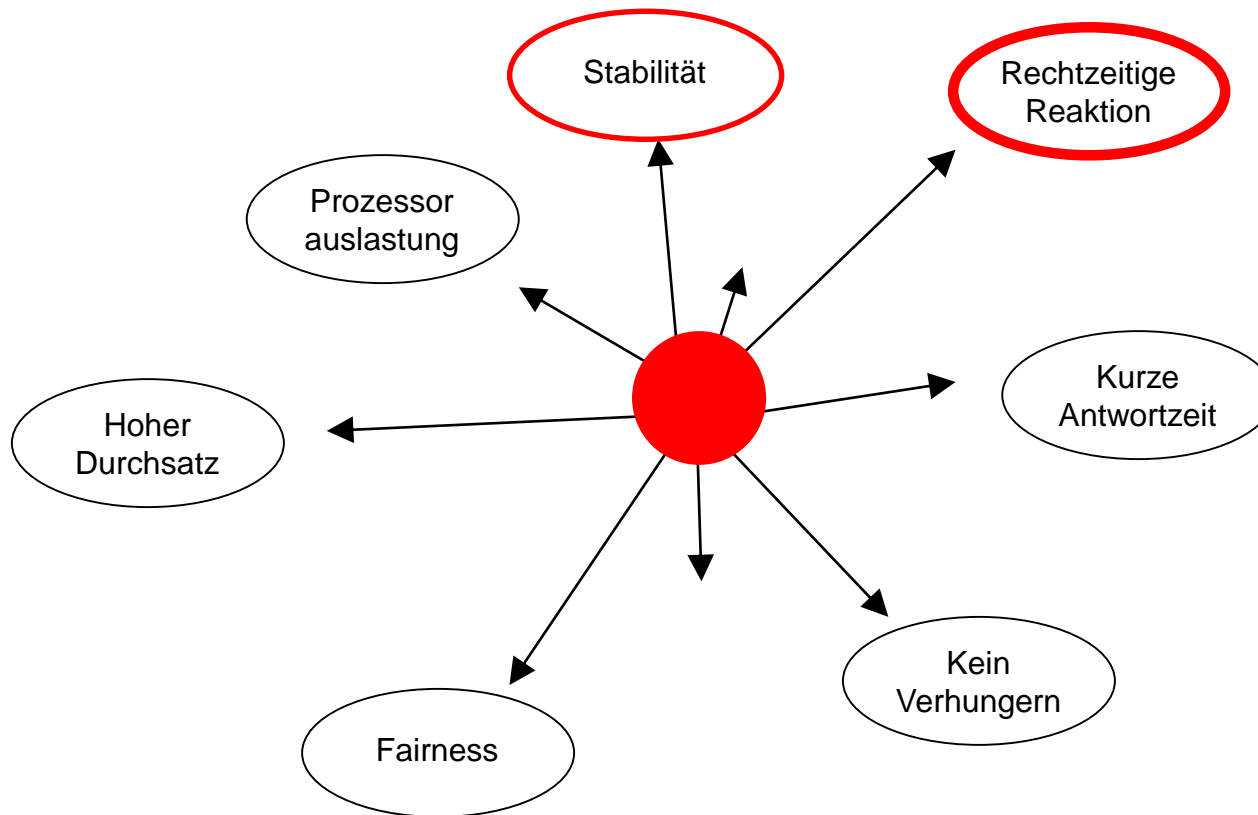 Stabilität
Rechtzeitige
Reaktion
Prozessor
auslastung
Kurze
Antwortzeit
Hoher
Durchsatz
Kein
Verhungern
Fairness